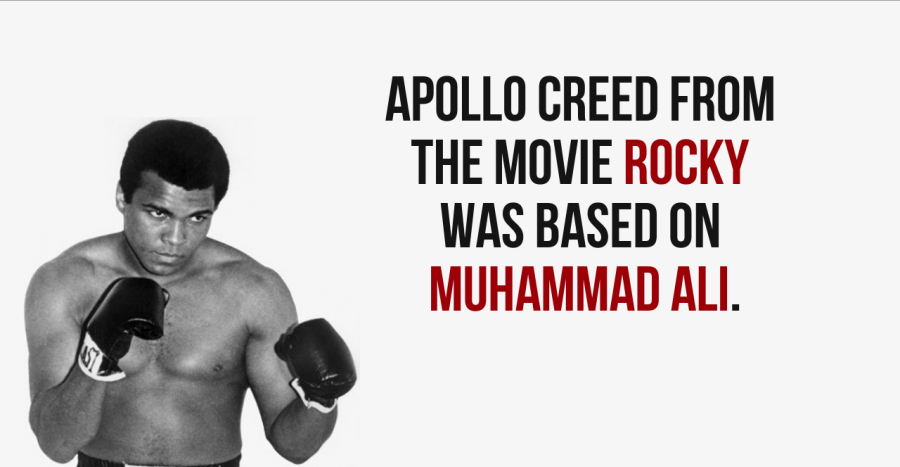 APOLLO CREED FROM
THE MOVIE ROCKY
WAS BASED ON
MUHAMMAD ALI.